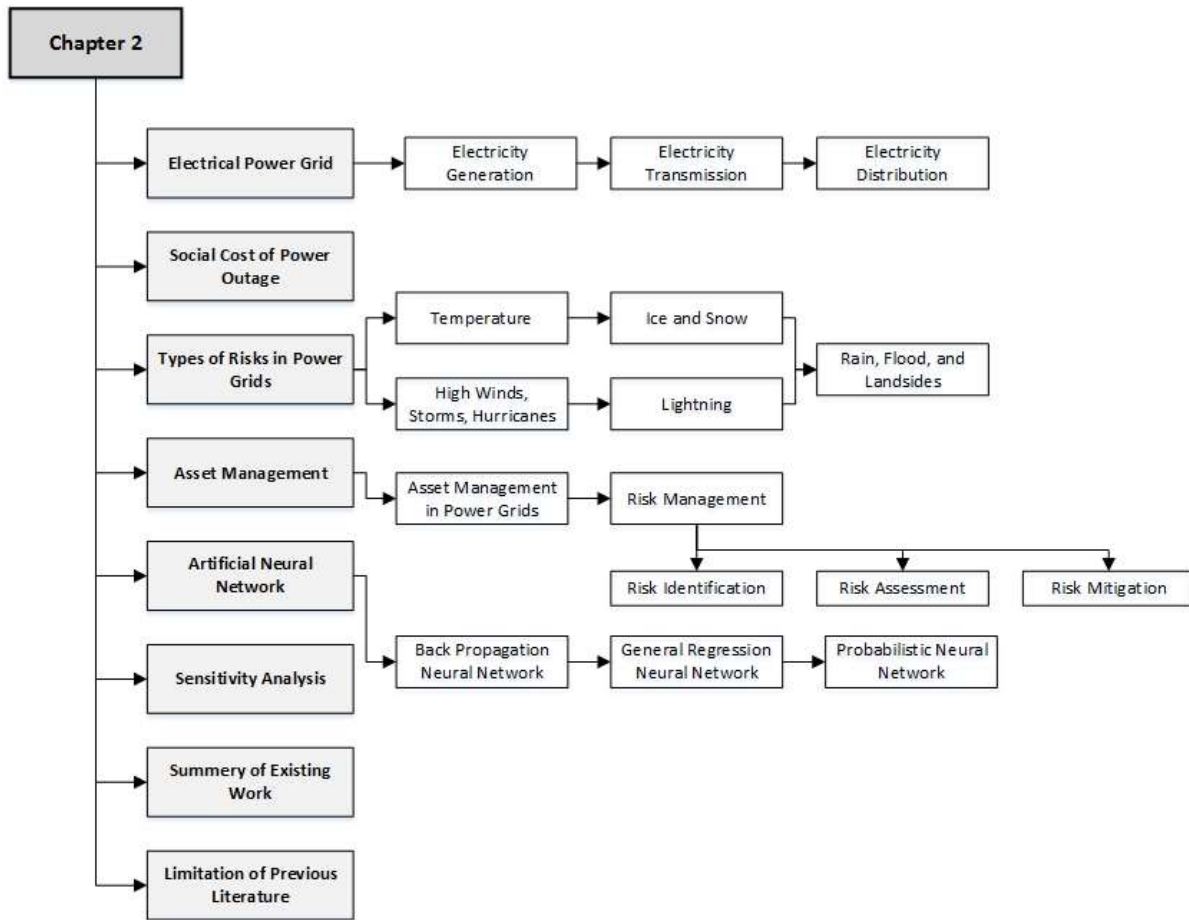 Chapter 2
Electrical Power Grid
Electricity
Generation
Electricity
Transmission
Electricity
Distribution
Social Cost of Power
Outage
Types of Risks in Power
Grids
Temperature
Ice and Snow
High Winds,
Storms, Hurricanes
Lightning
Rain, Flood, and
Landsides
Asset Management
Asset Management
in Power Grids
Risk Management
Risk Identification
Risk Assessment
Risk Mitigation
Artificial Neural
Network
Back Propagation
Neural Network
General Regression
Neural Network
Probabilistic Neural
Network
Sensitivity Analysis
Summery of Existing
Work
Limitation of Previous
Literature